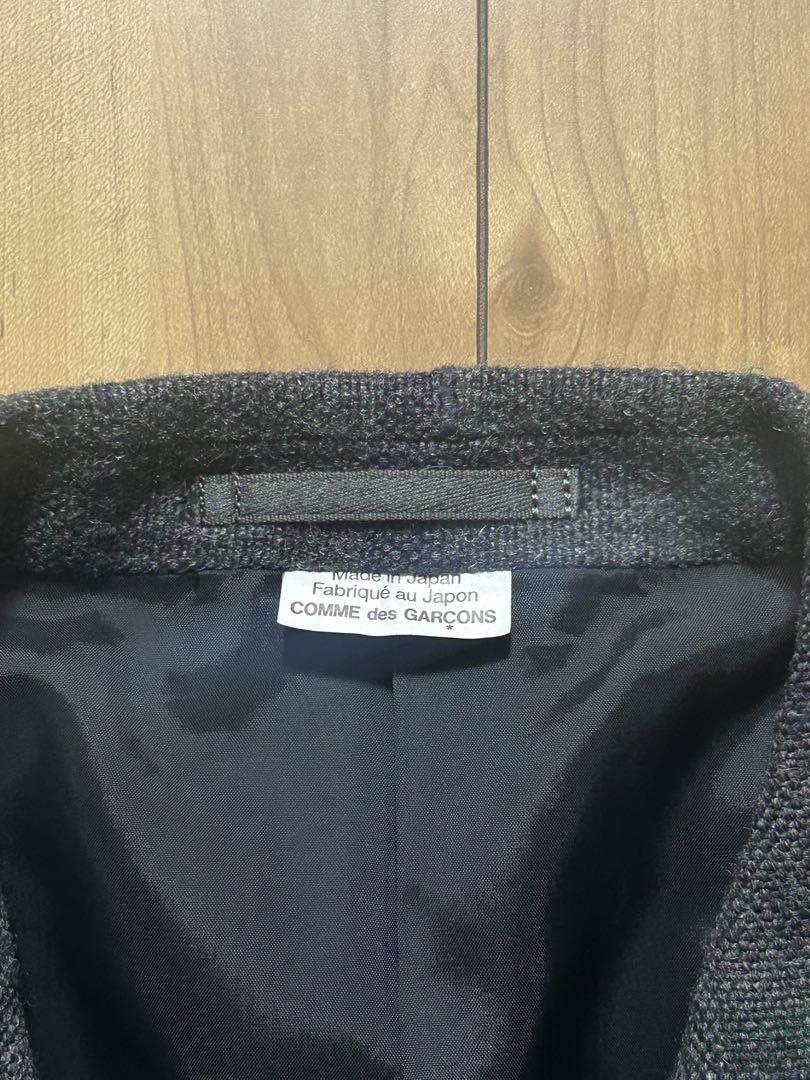 Made in Japan
Fabriqué au Japon
COMME des GARÇONS
*